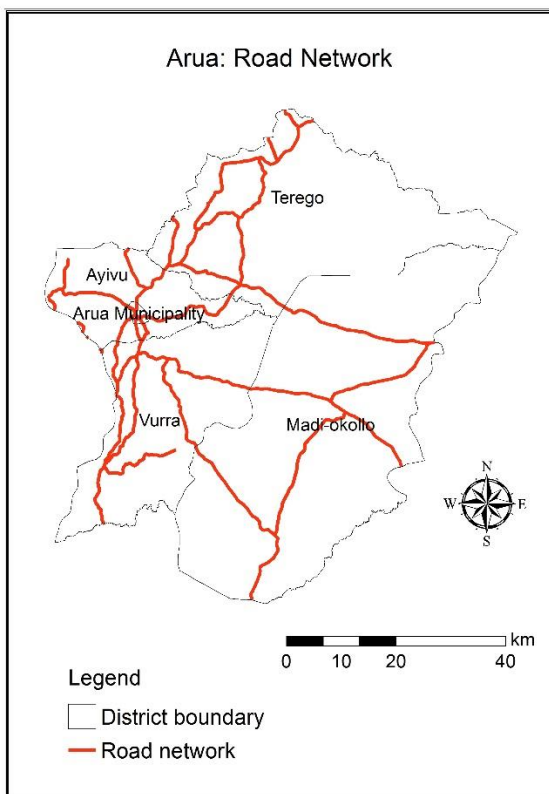 Arua: Road Network
Terego
Ayivu
Arua Municipality
Vurra
Madi-okollo
N
W E
S
km
0 10 20 40
Legend
District boundary
Road network